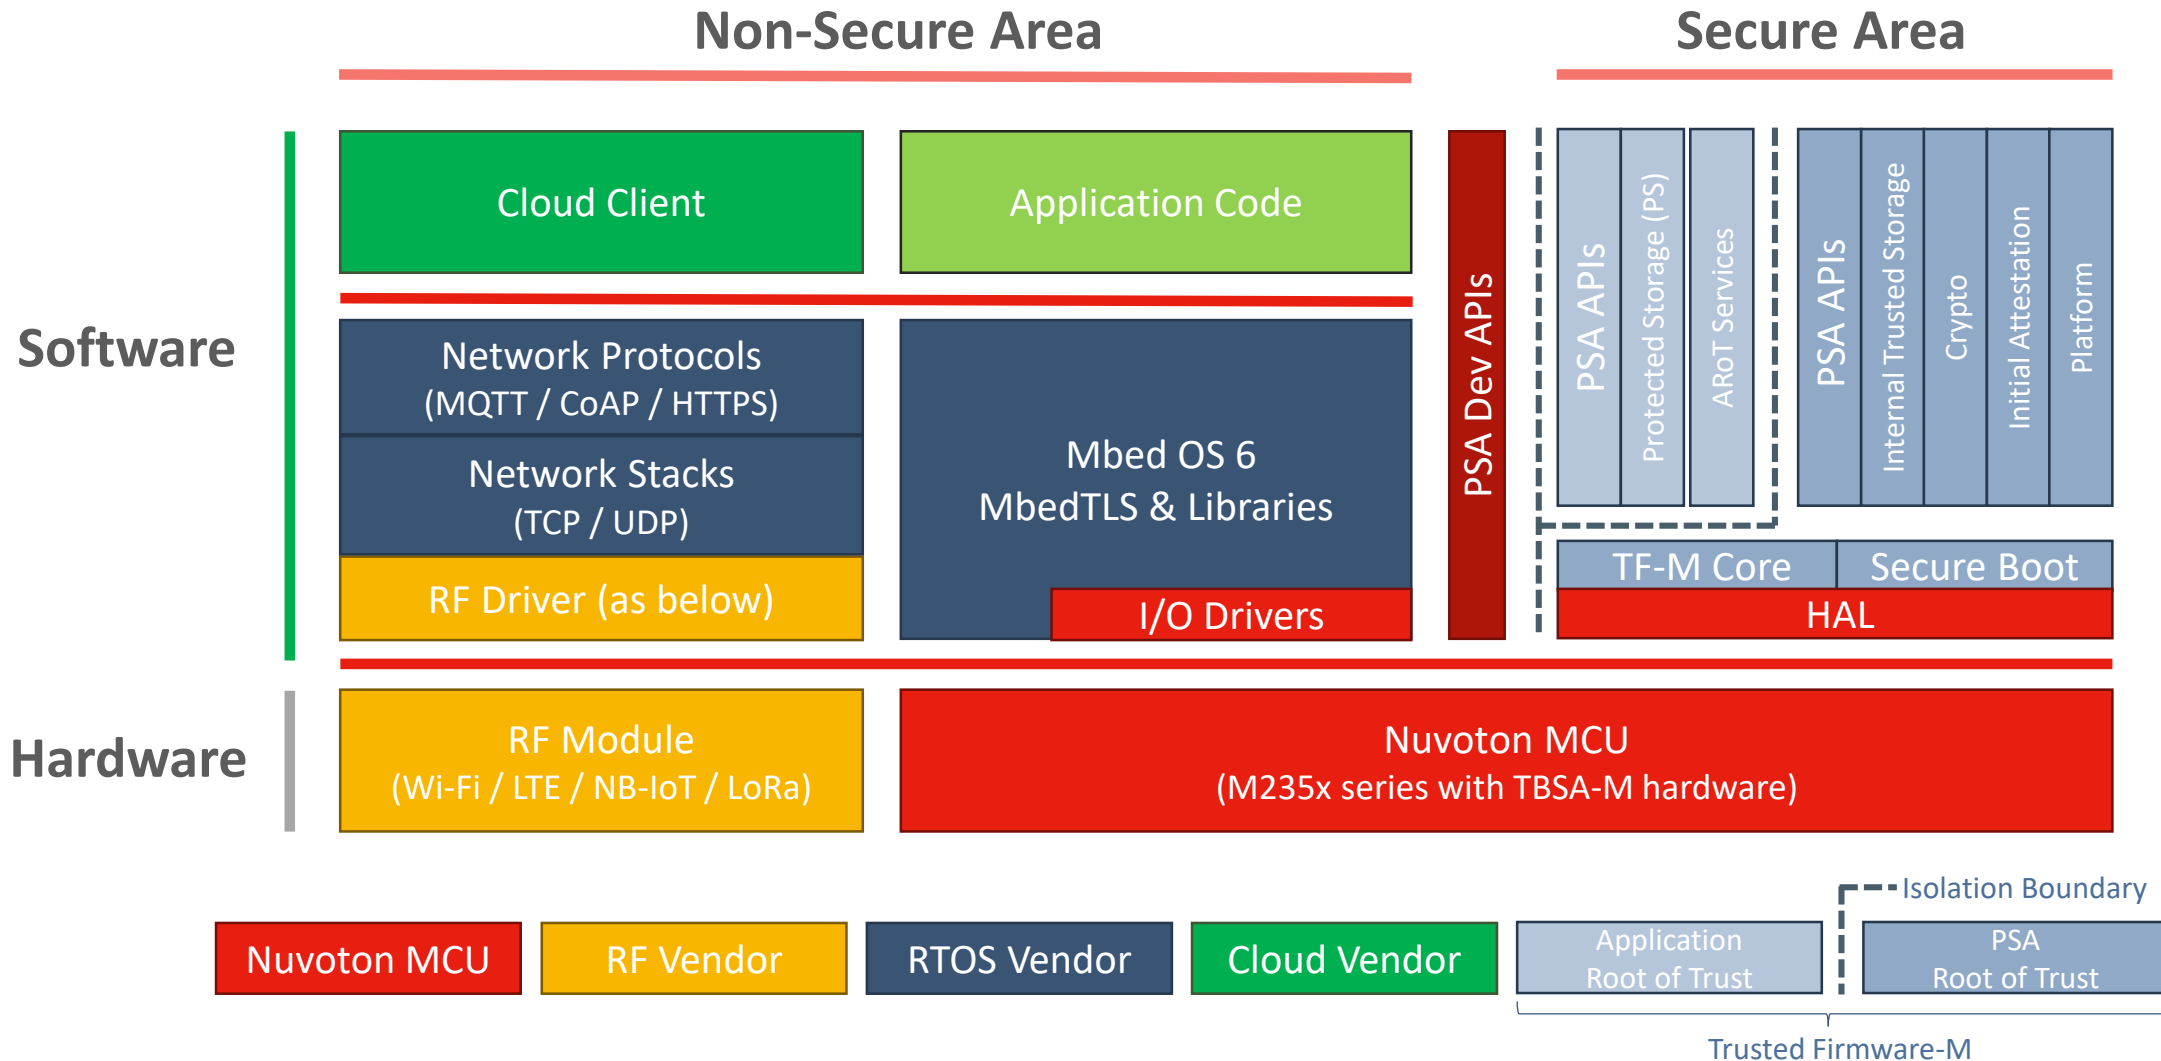 Non-Secure Area
Secure Area
Software
Cloud Client
Application Code
Network Protocols
(MQTT / CoAP / HTTPS)
Network Stacks
(TCP / UDP)
RF Driver (as below)
Mbed OS 6
MbedTLS & Libraries
I/O Drivers
PSA Dev APIs
PSA APIs
Protected Storage (PS)
ARoT Services
PSA APIs
Internal Trusted Storage
Crypto
Initial Attestation
Platform
TF-M Core
Secure Boot
HAL
Hardware
RF Module
(Wi-Fi / LTE / NB-IoT / LoRa)
Nuvoton MCU
(M235x series with TBSA-M hardware)
Isolation Boundary
Nuvoton MCU
RF Vendor
RTOS Vendor
Cloud Vendor
Application
Root of Trust
PSA
Root of Trust
Trusted Firmware-M